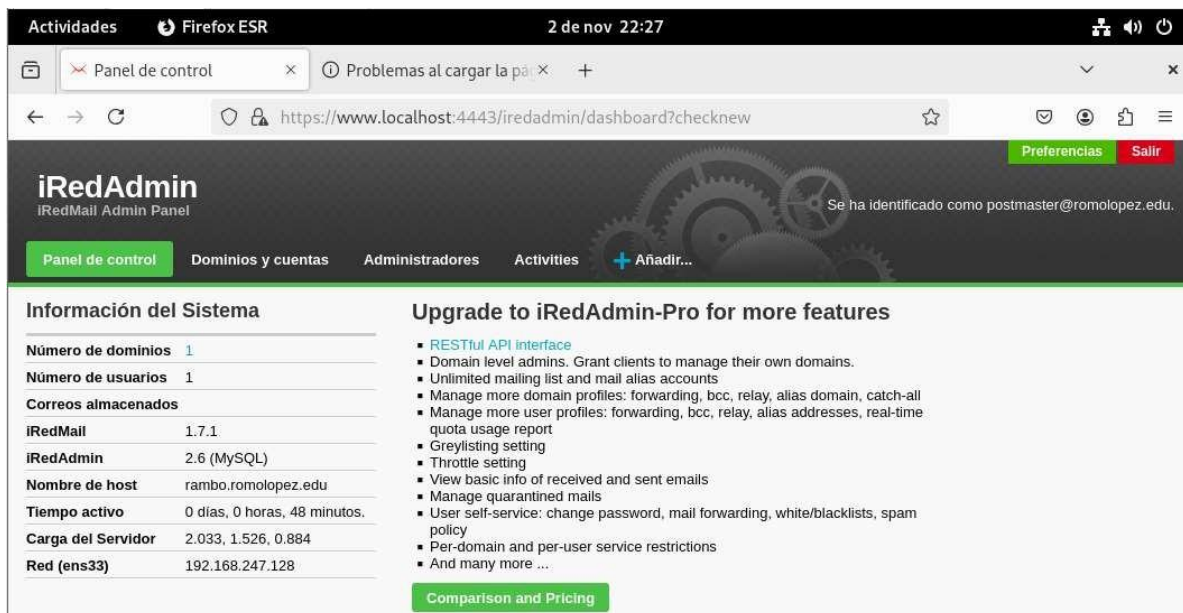 Actividades Firefox ESR 2 de nov 22:27
Panel de control × Problemas al cargar la pág × +
https://www.localhost:4443/iredadmin/dashboard?checknew
Preferencias Salir
iRedAdmin
iRedMail Admin Panel
Se ha identificado como postmaster@romolopez.edu.
Panel de control Dominios y cuentas Administradores Activities + Añadir...
Información del Sistema
Número de dominios 1
Número de usuarios 1
Correos almacenados
iRedMail 1.7.1
iRedAdmin 2.6 (MySQL)
Nombre de host rambo.romolopez.edu
Tiempo activo 0 días, 0 horas, 48 minutos.
Carga del Servidor 2.033, 1.526, 0.884
Red (ens33) 192.168.247.128
Upgrade to iRedAdmin-Pro for more features
▪ RESTful API interface
▪ Domain level admins. Grant clients to manage their own domains.
▪ Unlimited mailing list and mail alias accounts
▪ Manage more domain profiles: forwarding, bcc, relay, alias domain, catch-all
▪ Manage more user profiles: forwarding, bcc, relay, alias addresses, real-time
quota usage report
▪ Greylisting setting
▪ Throttle setting
▪ View basic info of received and sent emails
▪ Manage quarantined mails
▪ User self-service: change password, mail forwarding, white/blacklists, spam
policy
▪ Per-domain and per-user service restrictions
▪ And many more ...
Comparison and Pricing